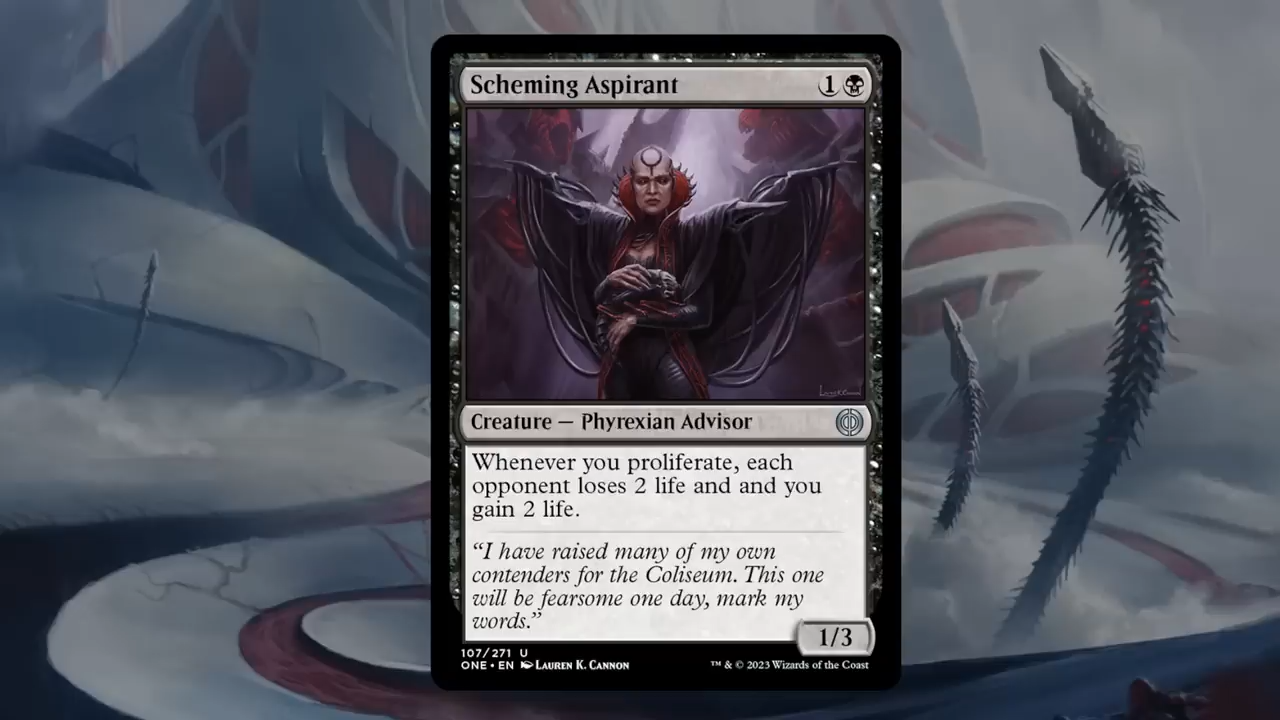 Scheming Aspirant 1
Creature — Phyrexian Advisor
Whenever you proliferate, each
opponent loses 2 life and and you
gain 2 life.
“I have raised many of my own
contenders for the Coliseum. This one
will be fearsome one day, mark my
words.”
1/3
107/271 U
ONE • EN LAUREN K. CANNON
™ & © 2023 Wizards of the Coast